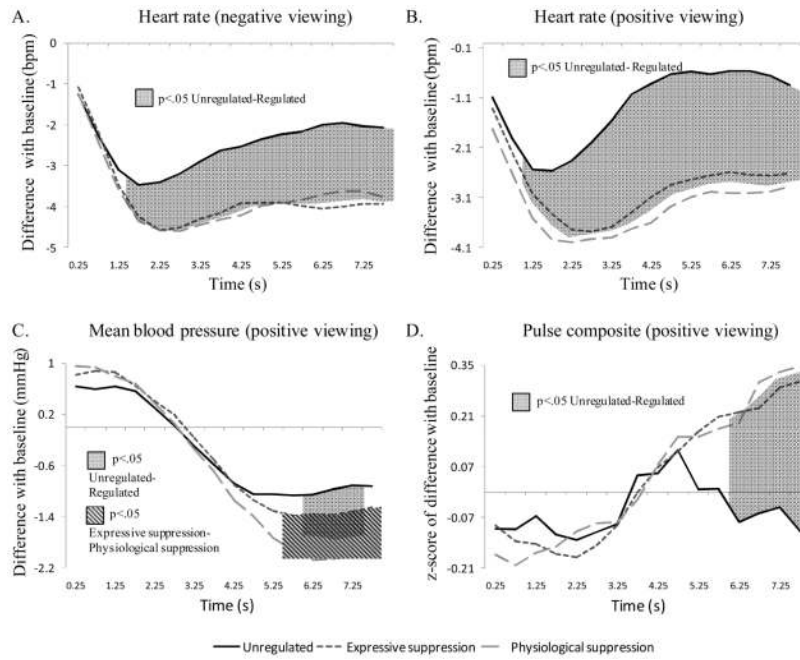 A. Heart rate (negative viewing)
Difference with baseline (bpm)
0
-1
-2
-3
-4
-5
p<.05 Unregulated-Regulated
0.25 1.25 2.25 3.25 4.25 5.25 6.25 7.25
Time (s)
B. Heart rate (positive viewing)
Difference with baseline (bpm)
-0.1
-1.1
-2.1
-3.1
-4.1
p<.05 Unregulated- Regulated
0.25 1.25 2.25 3.25 4.25 5.25 6.25 7.25
Time (s)
C. Mean blood pressure (positive viewing)
Difference with baseline (mmHg)
1
0.2
-0.6
-1.4
-2.2
p<.05
Unregulated-
Regulated
p<.05
Expressive suppression-
Physiological suppression
0.25 1.25 2.25 3.25 4.25 5.25 6.25 7.25
Time (s)
D. Pulse composite (positive viewing)
z-score of difference with baseline
0.35
0.21
0.07
-0.07
-0.21
p<.05 Unregulated-Regulated
0.25 1.25 2.25 3.25 4.25 5.25 6.25 7.25
Time (s)
Unregulated Expressive suppression Physiological suppression